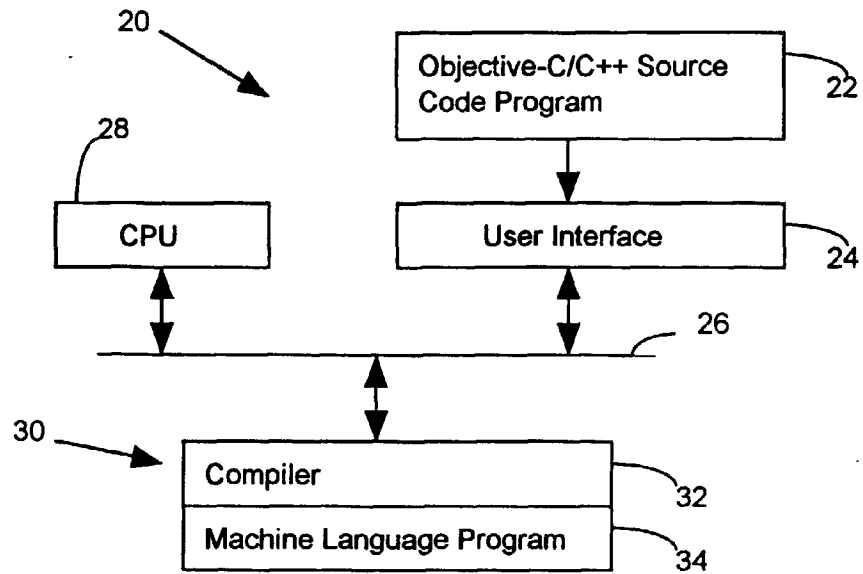 20
Objective-C/C++ Source
Code Program
22
28
CPU
User Interface
24
26
30
Compiler
32
Machine Language Program
34